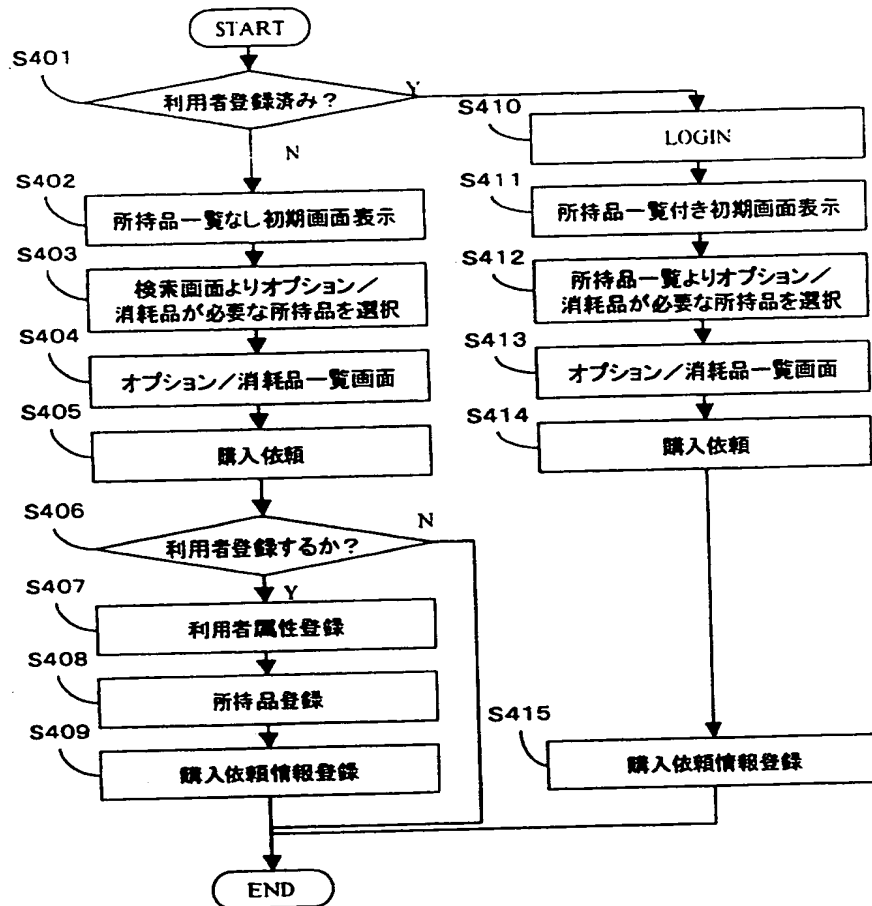 START
S401
利用者登録済み？
Y
N
S402
所持品一覧なし初期画面表示
S403
検索画面よりオプション／
消耗品が必要な所持品を選択
S404
オプション／消耗品一覧画面
S405
購入依頼
S406
利用者登録するか？
N
Y
S407
利用者属性登録
S408
所持品登録
S409
購入依頼情報登録
S410
LOGIN
S411
所持品一覧付き初期画面表示
S412
所持品一覧よりオプション／
消耗品が必要な所持品を選択
S413
オプション／消耗品一覧画面
S414
購入依頼
S415
購入依頼情報登録
END